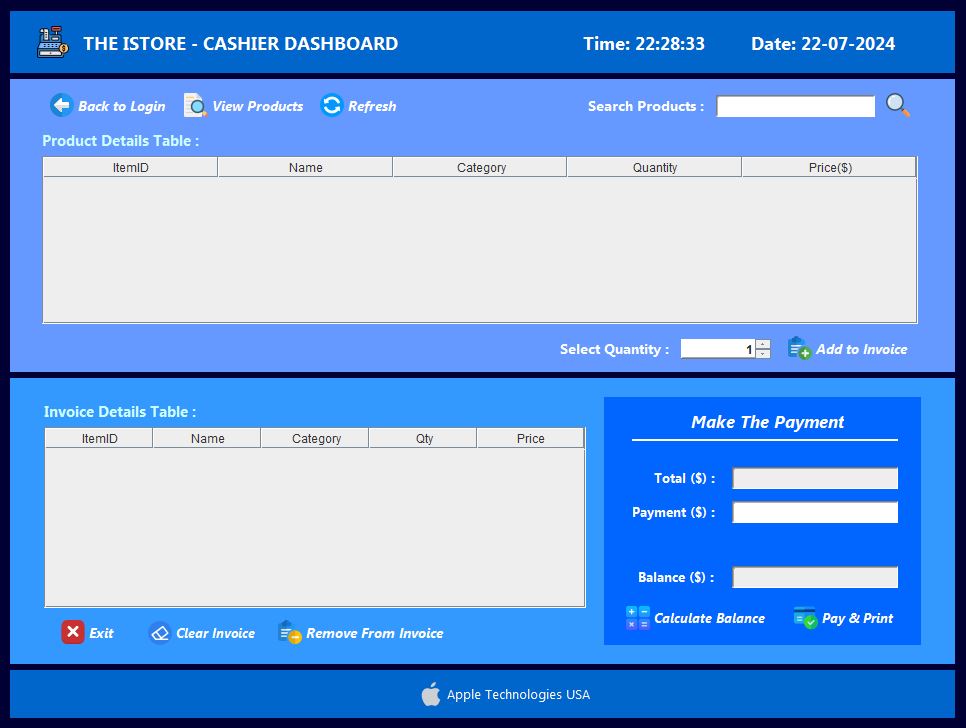 THE ISTORE - CASHIER DASHBOARD Time: 22:28:33 Date: 22-07-2024
Back to Login View Products Refresh Search Products :
Product Details Table :
ItemID Name Category Quantity Price($)
Select Quantity : 1 Add to Invoice
Invoice Details Table :
ItemID Name Category Qty Price
Make The Payment
Total ($) :
Payment ($) :
Balance ($) :
Calculate Balance Pay & Print
Exit Clear Invoice Remove From Invoice
Apple Technologies USA